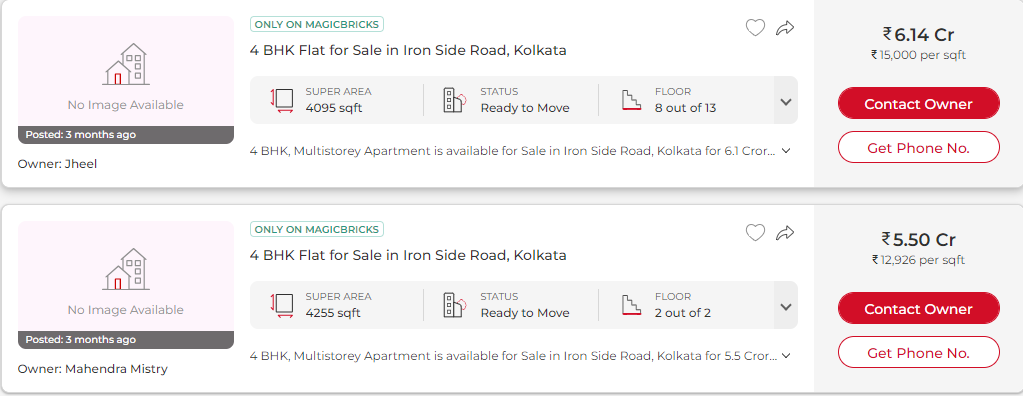 ONLY ON MAGICBRICKS
4 BHK Flat for Sale in Iron Side Road, Kolkata
No Image Available
Posted: 3 months ago
Owner: Jheel
SUPER AREA
4095 sqft
STATUS
Ready to Move
FLOOR
8 out of 13
4 BHK, Multistorey Apartment is available for Sale in Iron Side Road, Kolkata for 6.1 Cror...
₹6.14 Cr
₹15,000 per sqft
Contact Owner
Get Phone No.
ONLY ON MAGICBRICKS
4 BHK Flat for Sale in Iron Side Road, Kolkata
No Image Available
Posted: 3 months ago
Owner: Mahendra Mistry
SUPER AREA
4255 sqft
STATUS
Ready to Move
FLOOR
2 out of 2
4 BHK, Multistorey Apartment is available for Sale in Iron Side Road, Kolkata for 5.5 Cror...
₹5.50 Cr
₹12,926 per sqft
Contact Owner
Get Phone No.